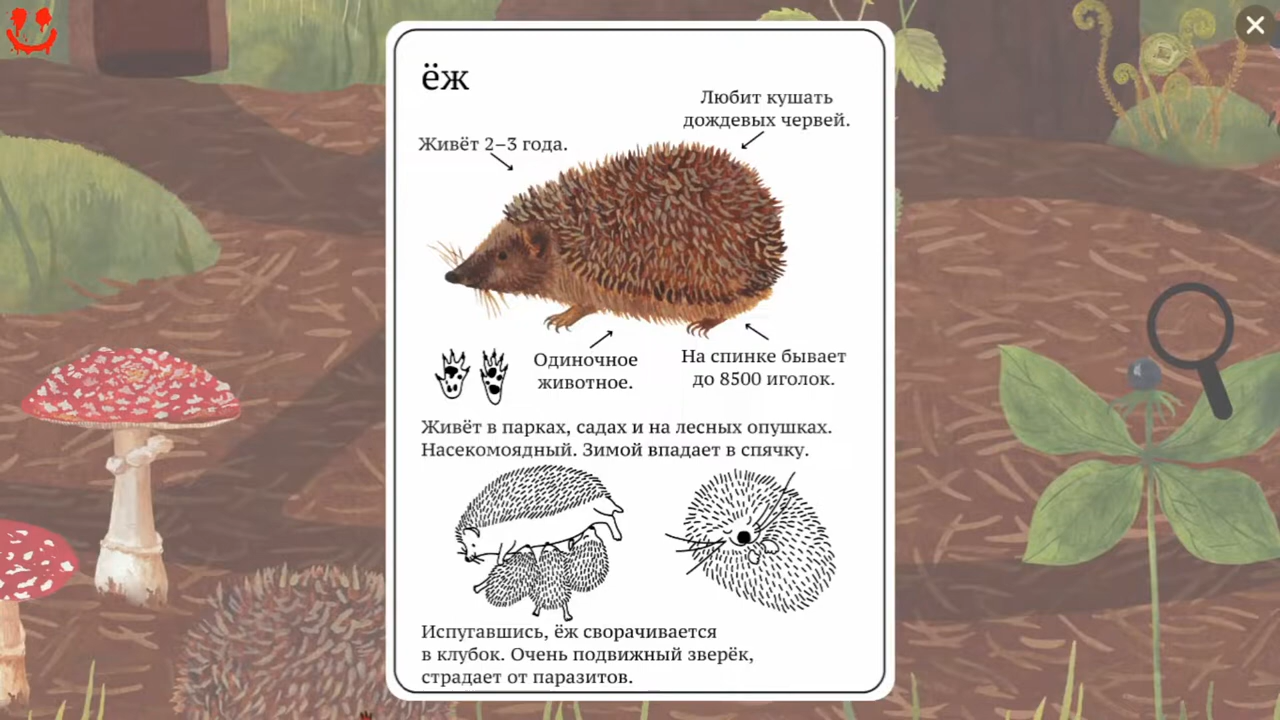 ёж
Любит кушать
дождевых червей.
Живёт 2–3 года.
Одиночное
животное.
На спинке бывает
до 8500 иголок.
Живёт в парках, садах и на лесных опушках.
Насекомоядный. Зимой впадает в спячку.
Испугавшись, ёж сворачивается
в клубок. Очень подвижный зверёк,
страдает от паразитов.